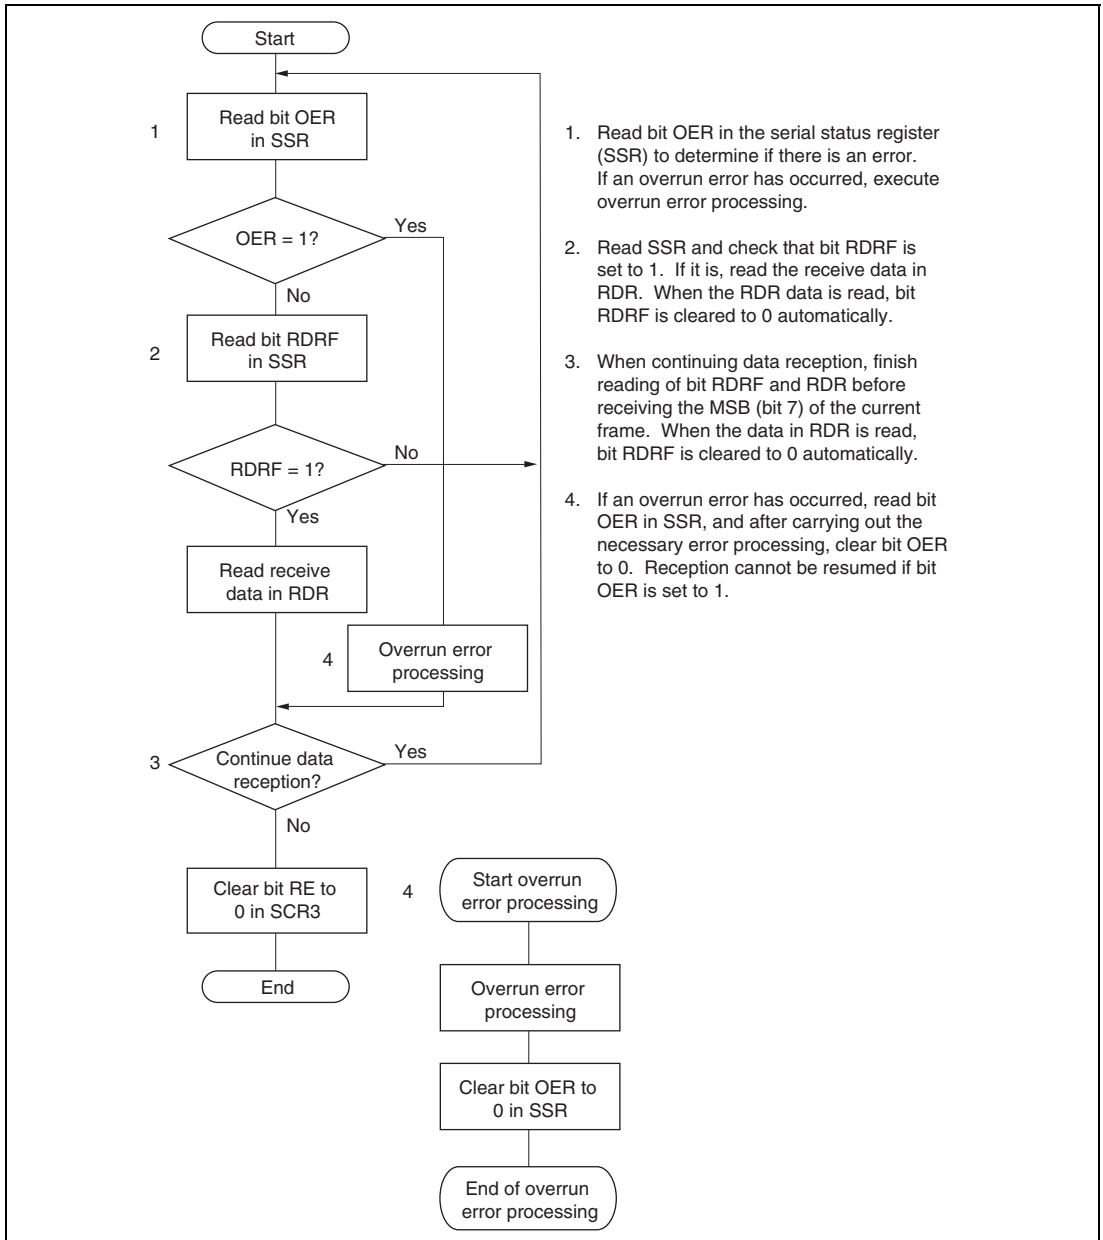 Start
1
Read bit OER
in SSR
OER = 1?
Yes
No
2
Read bit RDRF
in SSR
RDRF = 1?
No
Yes
Read receive
data in RDR
4
Overrun error
processing
3
Continue data
reception?
Yes
No
Clear bit RE to
0 in SCR3
End
4
Start overrun
error processing
Overrun error
processing
Clear bit OER to
0 in SSR
End of overrun
error processing
1. Read bit OER in the serial status register
(SSR) to determine if there is an error.
If an overrun error has occurred, execute
overrun error processing.
2. Read SSR and check that bit RDRF is
set to 1. If it is, read the receive data in
RDR. When the RDR data is read, bit
RDRF is cleared to 0 automatically.
3. When continuing data reception, finish
reading of bit RDRF and RDR before
receiving the MSB (bit 7) of the current
frame. When the data in RDR is read,
bit RDRF is cleared to 0 automatically.
4. If an overrun error has occurred, read bit
OER in SSR, and after carrying out the
necessary error processing, clear bit OER
to 0. Reception cannot be resumed if bit
OER is set to 1.